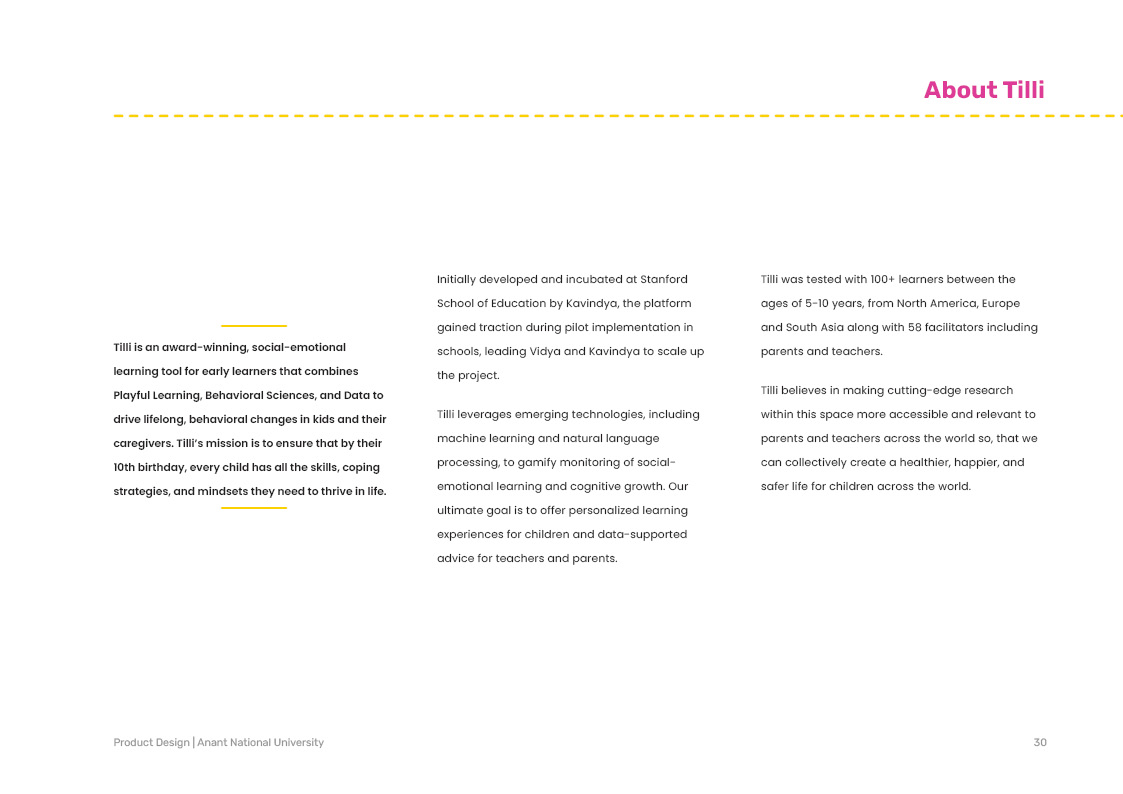 About Tilli
Tilli is an award-winning, social-emotional
learning tool for early learners that combines
Playful Learning, Behavioral Sciences, and Data to
drive lifelong, behavioral changes in kids and their
caregivers. Tilli's mission is to ensure that by their
10th birthday, every child has all the skills, coping
strategies, and mindsets they need to thrive in life.
Initially developed and incubated at Stanford
School of Education by Kavindya, the platform
gained traction during pilot implementation in
schools, leading Vidya and Kavindya to scale up
the project.
Tilli leverages emerging technologies, including
machine learning and natural language
processing, to gamify monitoring of social-
emotional learning and cognitive growth. Our
ultimate goal is to offer personalized learning
experiences for children and data-supported
advice for teachers and parents.
Tilli was tested with 100+ learners between the
ages of 5-10 years, from North America, Europe
and South Asia along with 58 facilitators including
parents and teachers.
Tilli believes in making cutting-edge research
within this space more accessible and relevant to
parents and teachers across the world so, that we
can collectively create a healthier, happier, and
safer life for children across the world.
Product Design | Anant National University
30